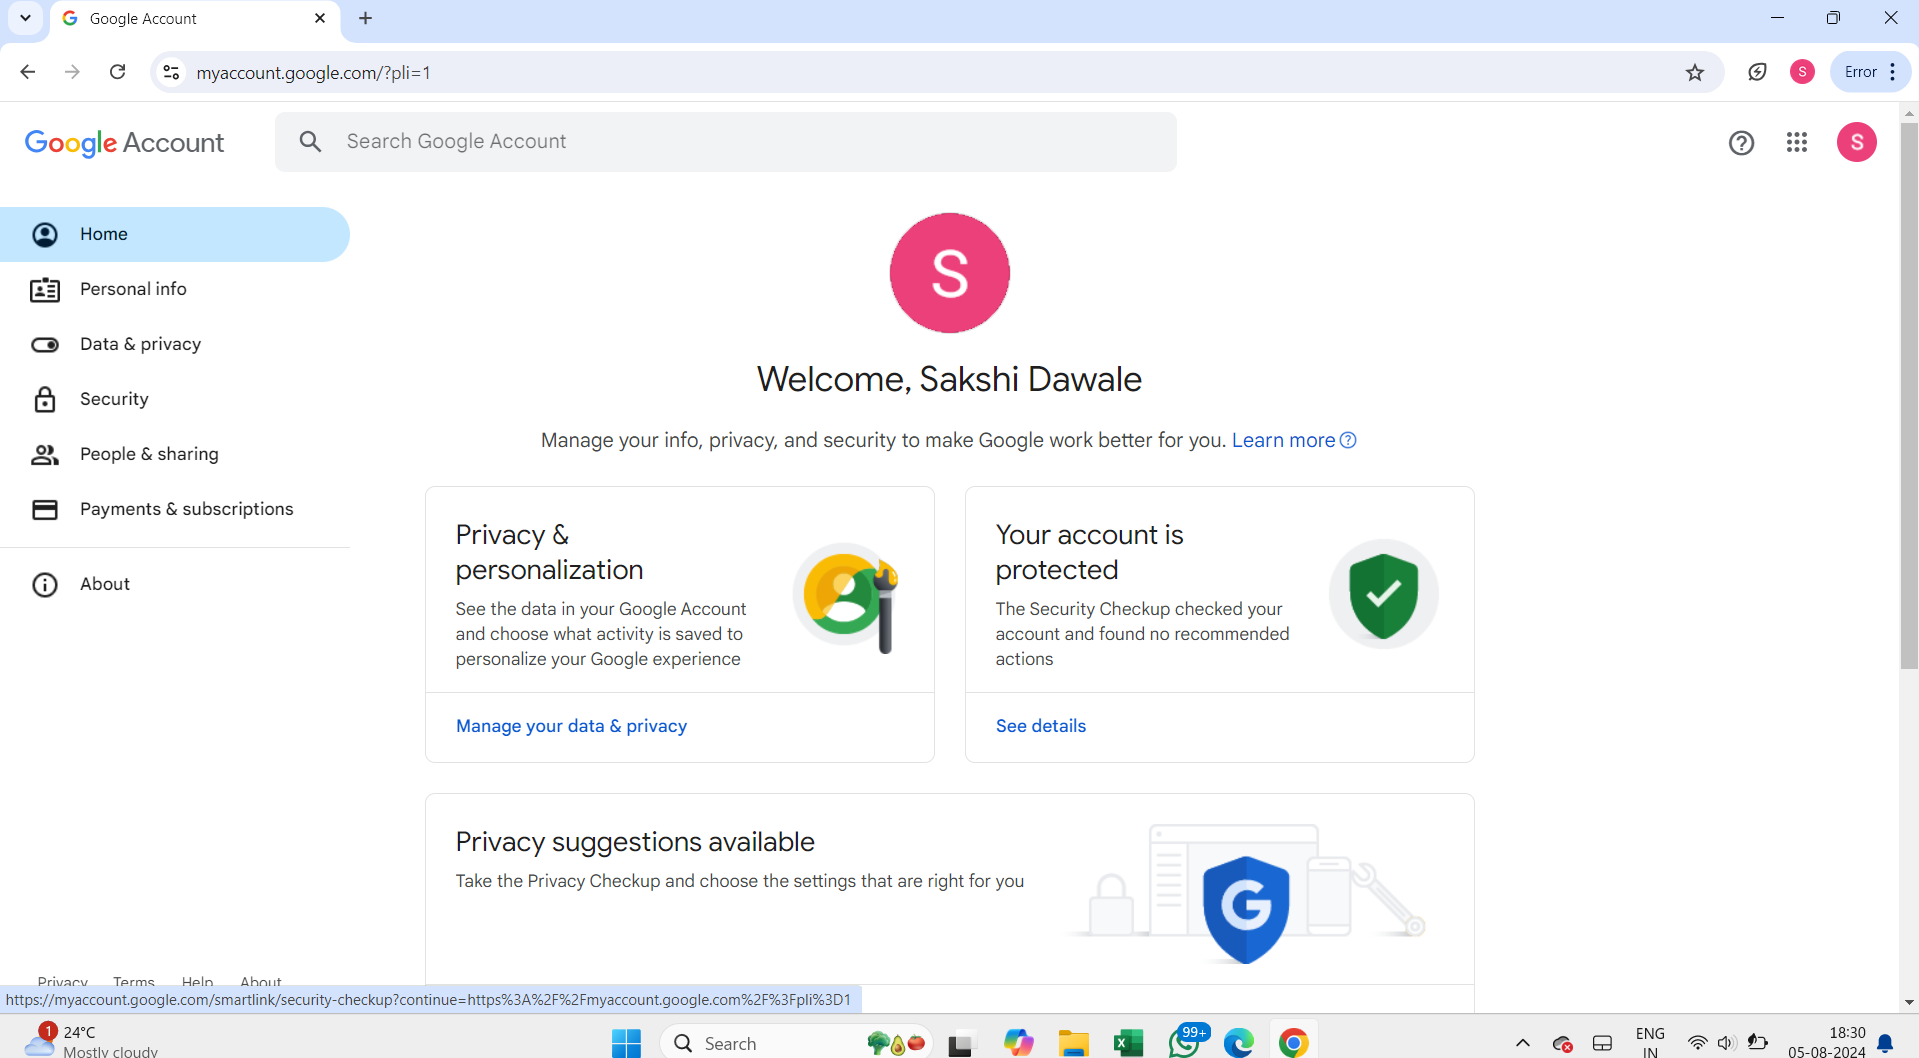 Google Account
myaccount.google.com/?pli=1
S
Error
Google Account
Search Google Account
S
Home
Personal info
Data & privacy
Security
People & sharing
Payments & subscriptions
About
S
Welcome, Sakshi Dawale
Manage your info, privacy, and security to make Google work better for you. Learn more
Privacy &
personalization
See the data in your Google Account
and choose what activity is saved to
personalize your Google experience
Manage your data & privacy
Your account is
protected
The Security Checkup checked your
account and found no recommended
actions
See details
Privacy suggestions available
Take the Privacy Checkup and choose the settings that are right for you
G
Privacy Terms Help About
https://myaccount.google.com/smartlink/security-checkup?continue=https%3A%2F%2Fmyaccount.google.com%2F%3Fpli%3D1
1
24°C
Mostly cloudy
Search
99+
ENG
IN
18:30
05-08-2024